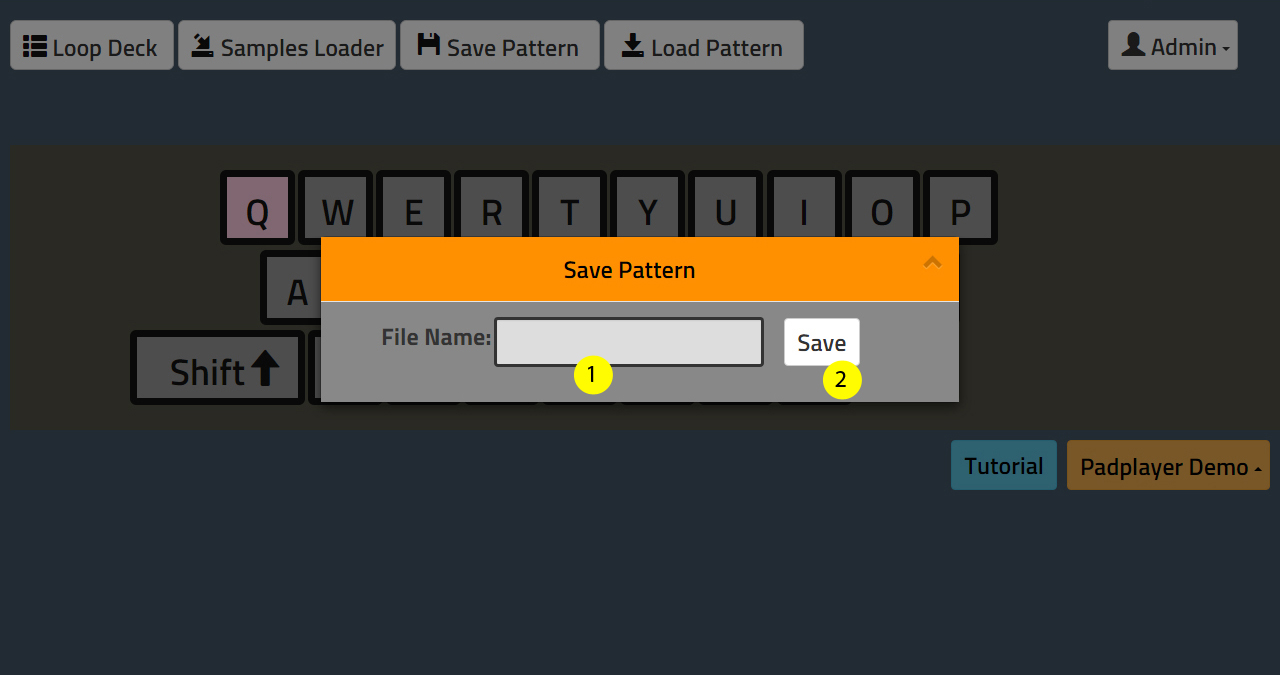 Loop Deck Samples Loader Save Pattern Load Pattern Admin
Q W E R T Y U I O P
Save Pattern
A
File Name: Save
Shift
1 2
Tutorial Padplayer Demo